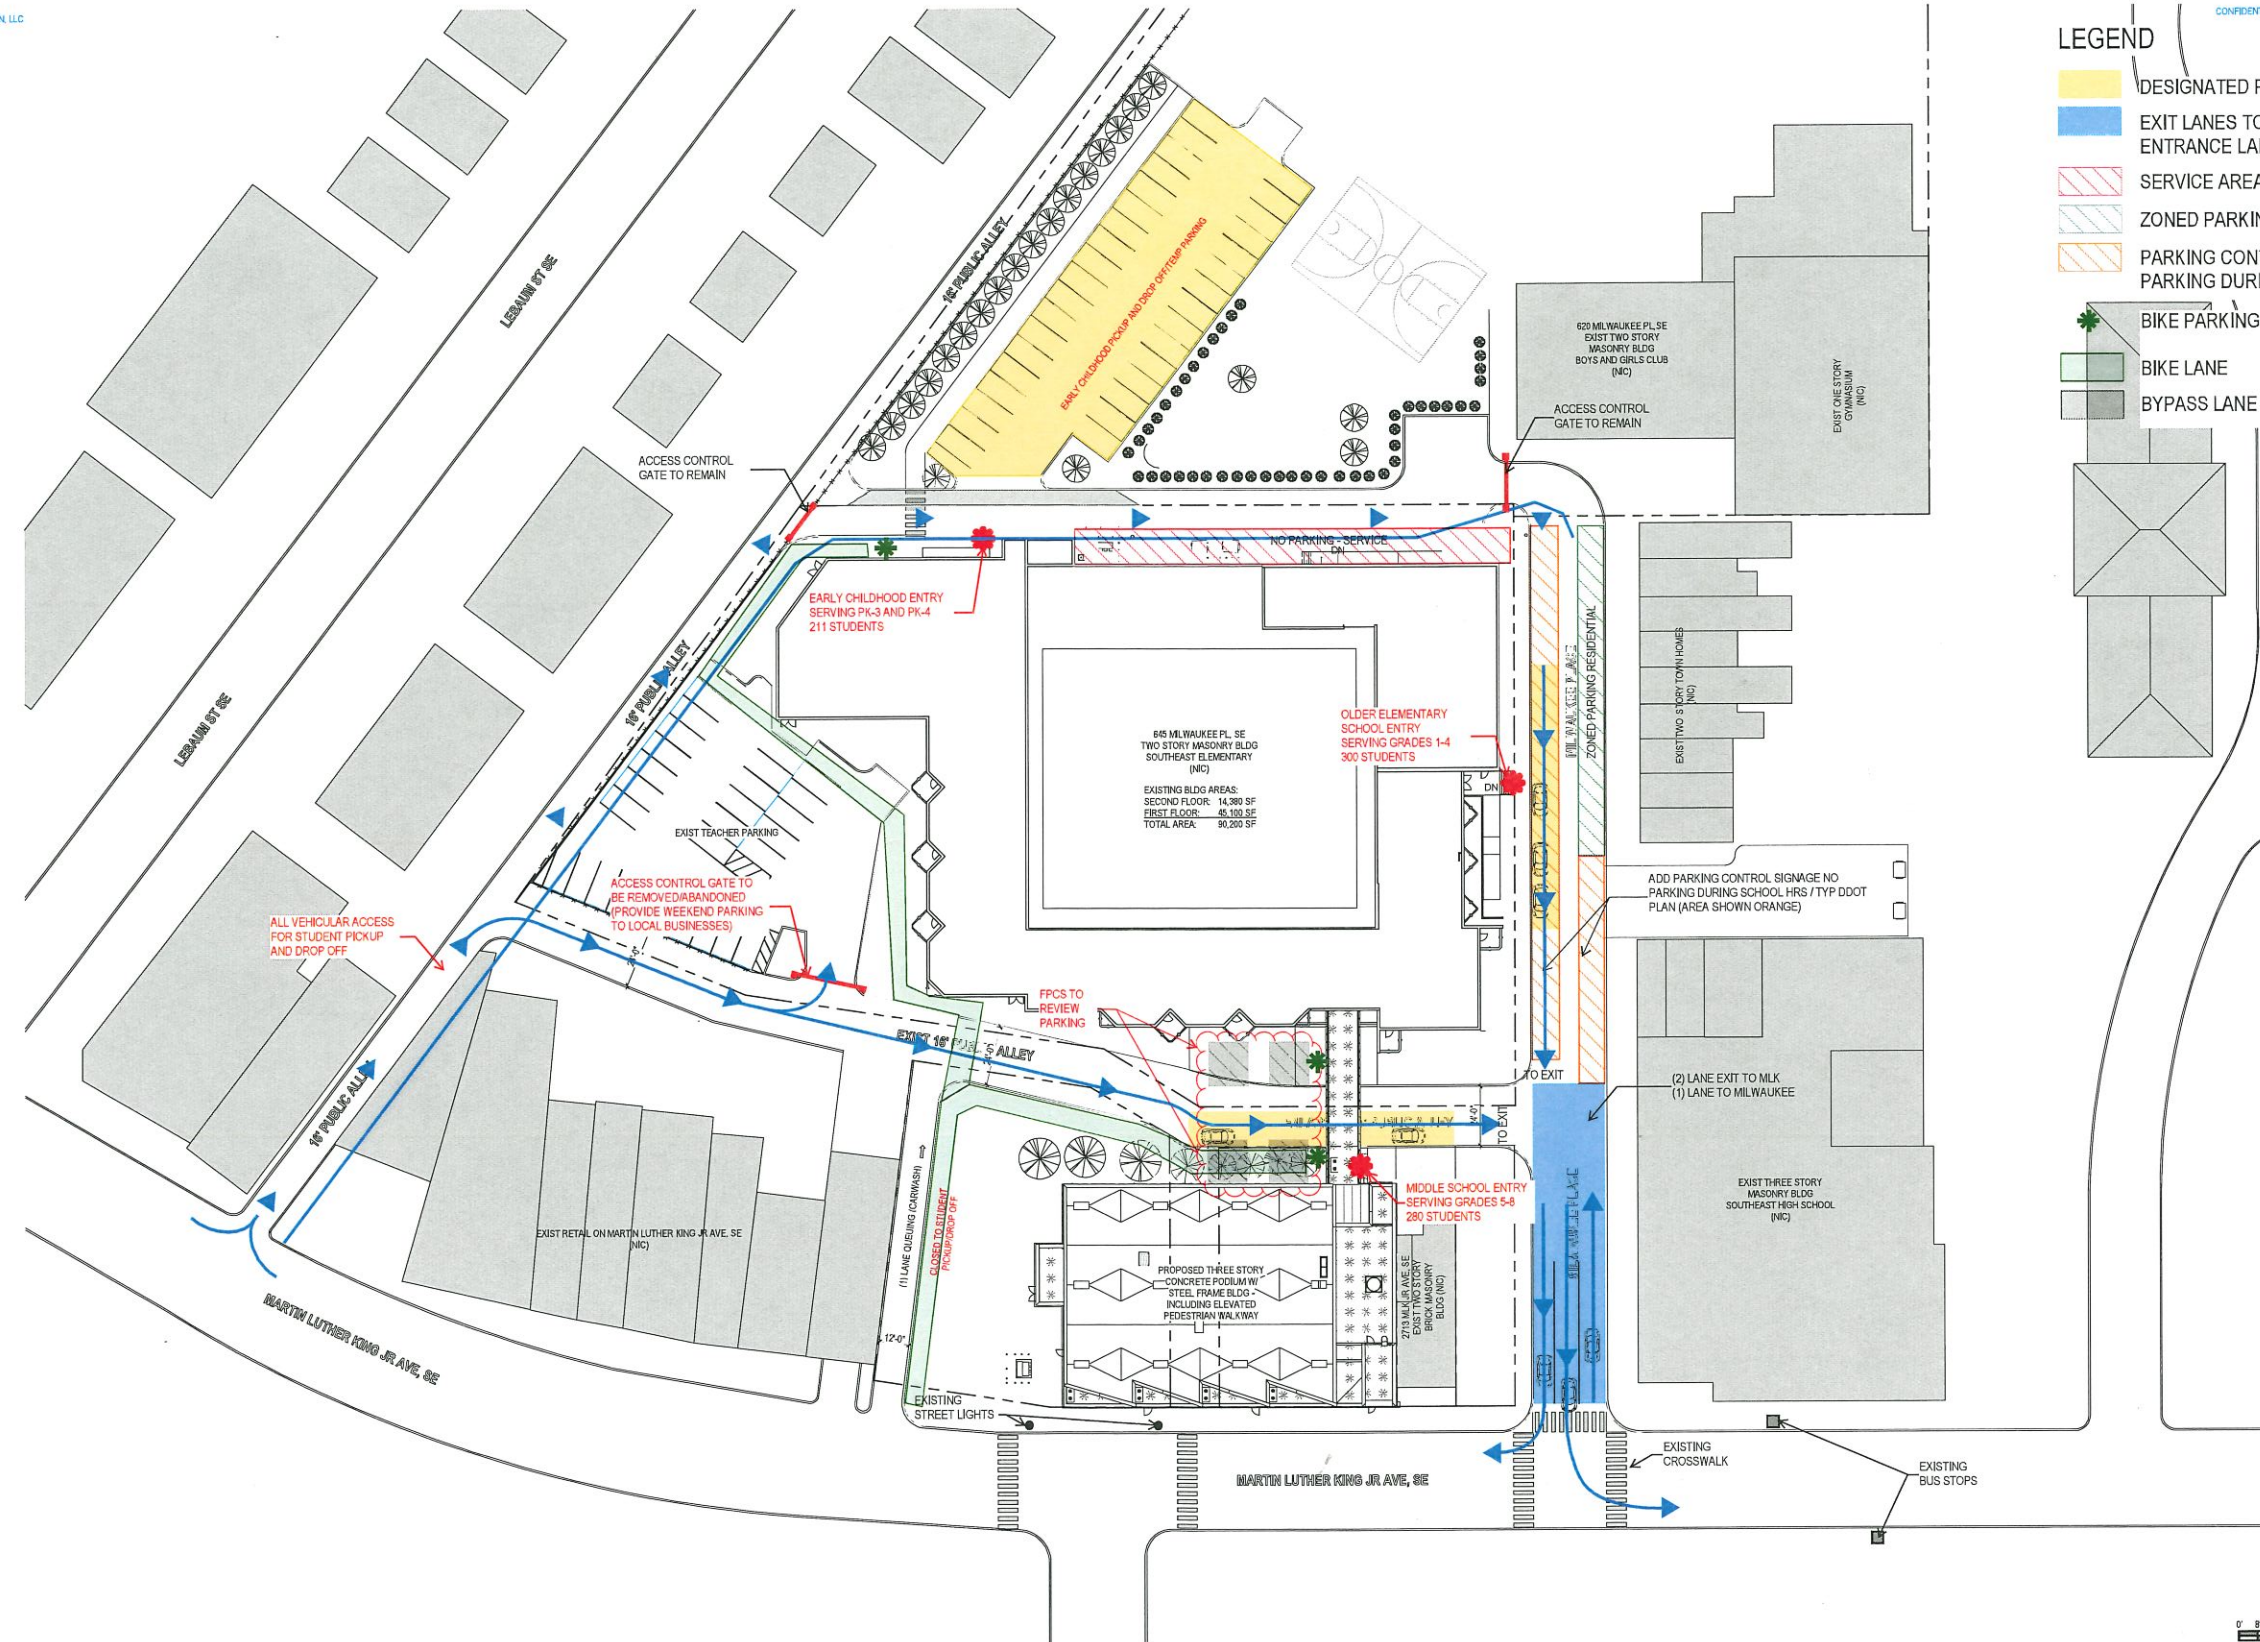 N, LLC
CONFIDENT
LEGEND
DESIGNATED P
EXIT LANES TO
ENTRANCE LA
SERVICE AREA
ZONED PARKIN
PARKING CON
PARKING DURI
BIKE PARKING
BIKE LANE
BYPASS LANE
LEBAUM ST SE
16' PUBLIC ALLEY
EARLY CHILDHOOD PICKUP AND DROP OFF/TEMP PARKING
620 MILWAUKEE PL, SE
EXIST TWO STORY
MASONRY BLDG
BOYS AND GIRLS CLUB
(NIC)
EXIST ONE STORY
GYMNASIUM
(NIC)
ACCESS CONTROL
GATE TO REMAIN
ACCESS CONTROL
GATE TO REMAIN
NO PARKING - SERVICE
DN
EARLY CHILDHOOD ENTRY
SERVING PK-3 AND PK-4
211 STUDENTS
LEBAUM ST SE
16' PUBLIC ALLEY
645 MILWAUKEE PL, SE
TWO STORY MASONRY BLDG
SOUTHEAST ELEMENTARY
(NIC)
EXISTING BLDG AREAS:
SECOND FLOOR: 14,380 SF
FIRST FLOOR: 45,100 SF
TOTAL AREA: 90,200 SF
OLDER ELEMENTARY
SCHOOL ENTRY
SERVING GRADES 1-4
300 STUDENTS
DN
MILWAUKEE PLACE
ZONED PARKING RESIDENTIAL
EXIST TWO STORY TOWN HOMES
(NIC)
EXIST TEACHER PARKING
ACCESS CONTROL GATE TO
BE REMOVED/ABANDONED
(PROVIDE WEEKEND PARKING
TO LOCAL BUSINESSES)
ALL VEHICULAR ACCESS
FOR STUDENT PICKUP
AND DROP OFF
ADD PARKING CONTROL SIGNAGE NO
PARKING DURING SCHOOL HRS / TYP DDOT
PLAN (AREA SHOWN ORANGE)
FPCS TO
REVIEW
PARKING
EXIST 16' PUBLIC ALLEY
TO EXIT
(2) LANE EXIT TO MLK
(1) LANE TO MILWAUKEE
TO EXIT
16' PUBLIC ALLEY
(1) LANE QUEUING (CARWASH)
CLOSED TO STUDENT
PICKUP/DROP OFF
MIDDLE SCHOOL ENTRY
SERVING GRADES 5-8
280 STUDENTS
EXIST THREE STORY
MASONRY BLDG
SOUTHEAST HIGH SCHOOL
(NIC)
EXIST RETAIL ON MARTIN LUTHER KING JR AVE, SE
(NIC)
PROPOSED THREE STORY
CONCRETE PODIUM W/
STEEL FRAME BLDG -
INCLUDING ELEVATED
PEDESTRIAN WALKWAY
2713 MLK JR AVE, SE
EXIST TWO STORY
BRICK MASONRY
BLDG (NIC)
MILWAUKEE PLACE
12'-0"
MARTIN LUTHER KING JR AVE, SE
EXISTING
STREET LIGHTS
MARTIN LUTHER KING JR AVE, SE
EXISTING
CROSSWALK
EXISTING
BUS STOPS